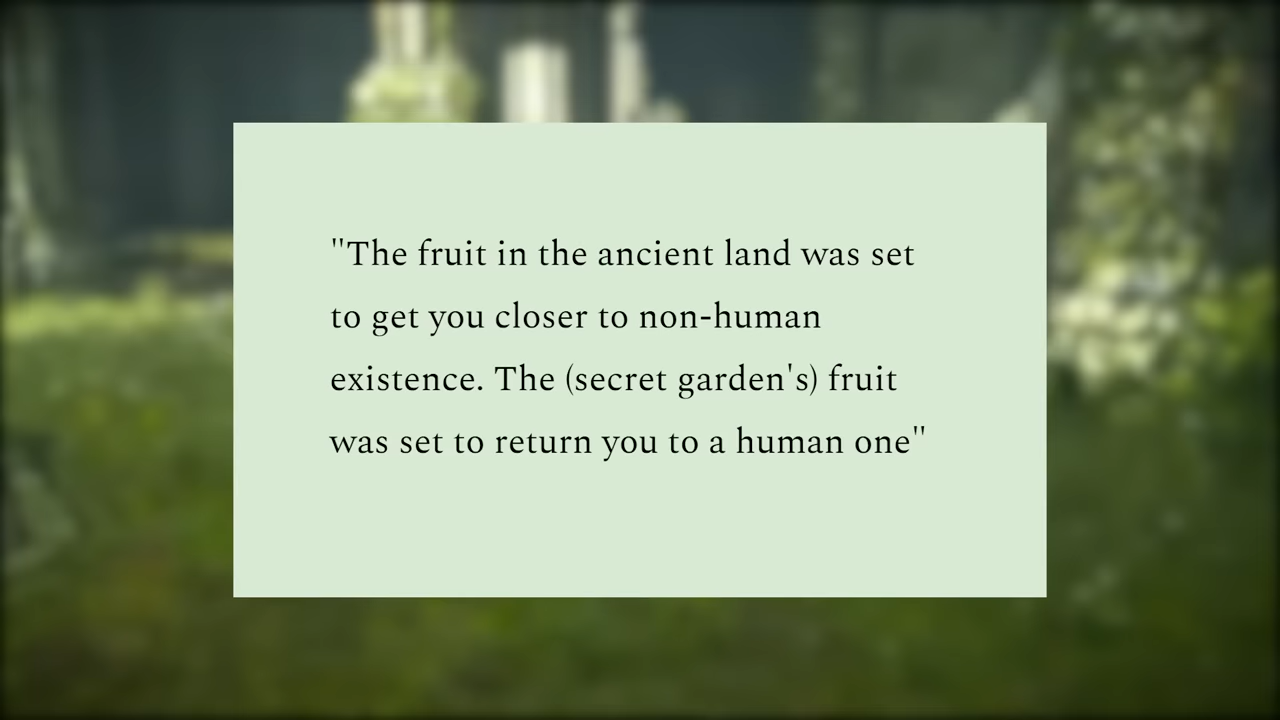 "The fruit in the ancient land was set
to get you closer to non-human
existence. The (secret garden's) fruit
was set to return you to a human one"